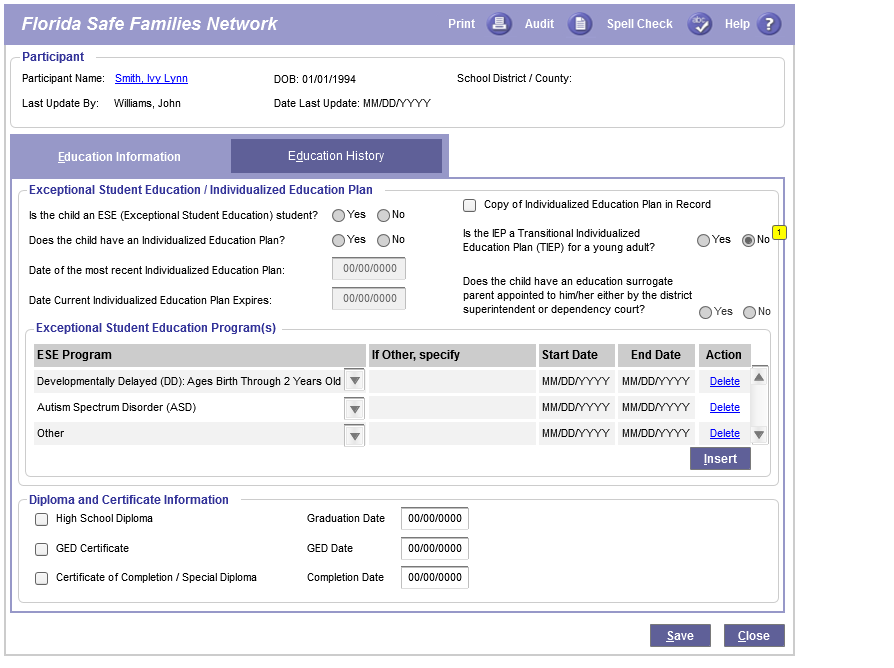 Florida Safe Families Network
Print Audit Spell Check abc Help ?
Participant
Participant Name: Smith, Ivy Lynn DOB: 01/01/1994 School District / County:
Last Update By: Williams, John Date Last Update: MM/DD/YYYY
Education Information Education History
Exceptional Student Education / Individualized Education Plan
Is the child an ESE (Exceptional Student Education) student? Yes No
Copy of Individualized Education Plan in Record
Does the child have an Individualized Education Plan? Yes No
Is the IEP a Transitional Individualized
Education Plan (TIEP) for a young adult? Yes No 1
Date of the most recent Individualized Education Plan: 00/00/0000
Date Current Individualized Education Plan Expires: 00/00/0000
Does the child have an education surrogate
parent appointed to him/her either by the district
superintendent or dependency court? Yes No
Exceptional Student Education Program(s)
ESE Program If Other, specify Start Date End Date Action
Developmentally Delayed (DD): Ages Birth Through 2 Years Old MM/DD/YYYY MM/DD/YYYY Delete
Autism Spectrum Disorder (ASD) MM/DD/YYYY MM/DD/YYYY Delete
Other MM/DD/YYYY MM/DD/YYYY Delete
Insert
Diploma and Certificate Information
High School Diploma Graduation Date 00/00/0000
GED Certificate GED Date 00/00/0000
Certificate of Completion / Special Diploma Completion Date 00/00/0000
Save Close